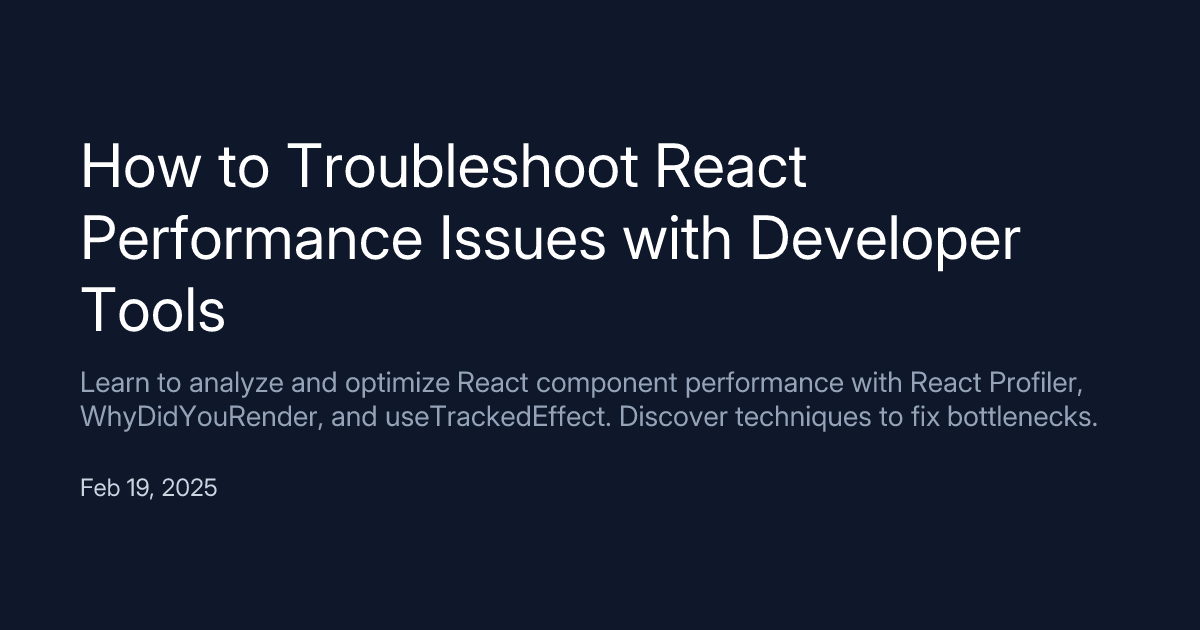 How to Troubleshoot React
Performance Issues with Developer
Tools
Learn to analyze and optimize React component performance with React Profiler,
WhyDidYouRender, and useTrackedEffect. Discover techniques to fix bottlenecks.
Feb 19, 2025